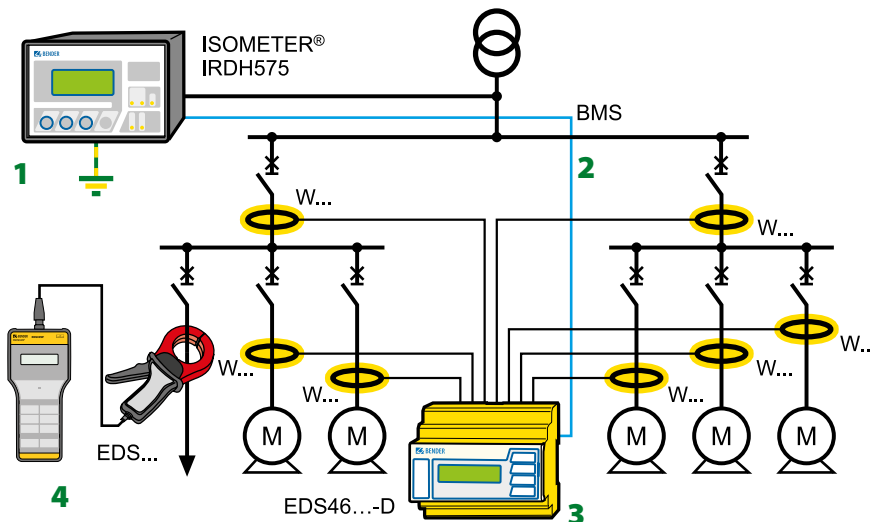 BENDER
ISOMETER®
IRDH575
BMS
1
2
W...
W...
W...
W...
W...
W...
W..
BENDER
EDS...
M
M
M
M
M
BENDER
EDS46...-D
3
4